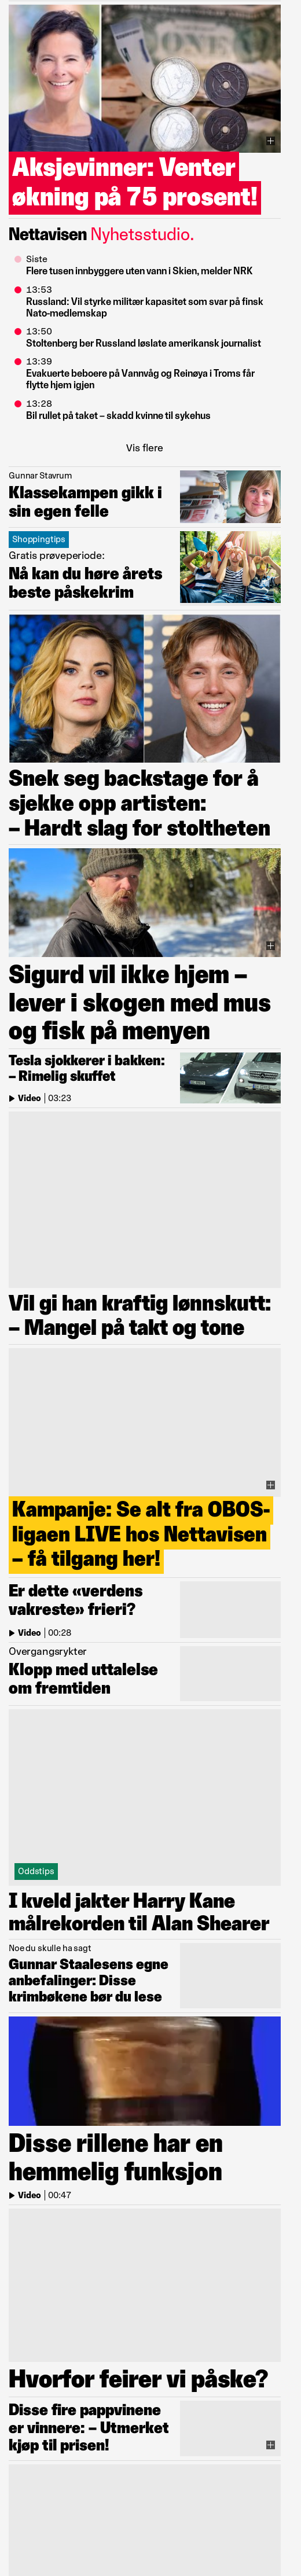 Aksjevinner: Venter
økning på 75 prosent!
Nettavisen Nyhetsstudio.
Siste
Flere tusen innbyggere uten vann i Skien, melder NRK
13:53
Russland: Vil styrke militær kapasitet som svar på finsk
Nato-medlemskap
13:50
Stoltenberg ber Russland løslate amerikansk journalist
13:39
Evakuerte beboere på Vannvåg og Reinøya i Troms får
flytte hjem igjen
13:28
Bil rullet på taket – skadd kvinne til sykehus
Vis flere
Gunnar Stavrum
Klassekampen gikk i
sin egen felle
Shoppingtips
Gratis prøveperiode:
Nå kan du høre årets
beste påskekrim
Snek seg backstage for å
sjekke opp artisten:
– Hardt slag for stoltheten
Sigurd vil ikke hjem –
lever i skogen med mus
og fisk på menyen
Tesla sjokkerer i bakken:
– Rimelig skuffet
Video | 03:23
Vil gi han kraftig lønnskutt:
– Mangel på takt og tone
Kampanje: Se alt fra OBOS-
ligaen LIVE hos Nettavisen
– få tilgang her!
Er dette «verdens
vakreste» frieri?
Video | 00:28
Overgangsrykter
Klopp med uttalelse
om fremtiden
Oddstips
I kveld jakter Harry Kane
målrekorden til Alan Shearer
Noe du skulle ha sagt
Gunnar Staalesens egne
anbefalinger: Disse
krimbøkene bør du lese
Disse rillene har en
hemmelig funksjon
Video | 00:47
Hvorfor feirer vi påske?
Disse fire pappvinene
er vinnere: – Utmerket
kjøp til prisen!